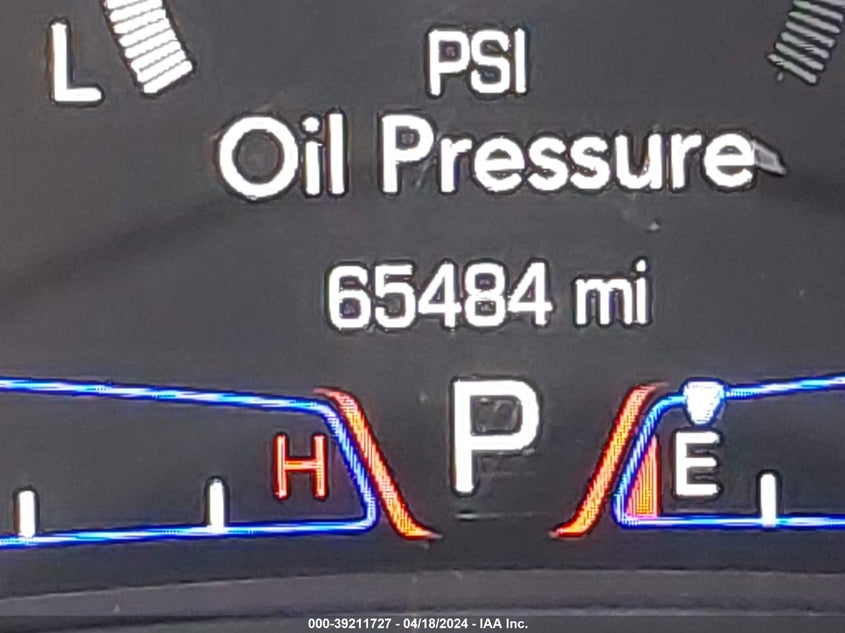 L
PSI
Oil Pressure
65484 mi
H P E
000-39211727 - 04/18/2024 - IAA Inc.